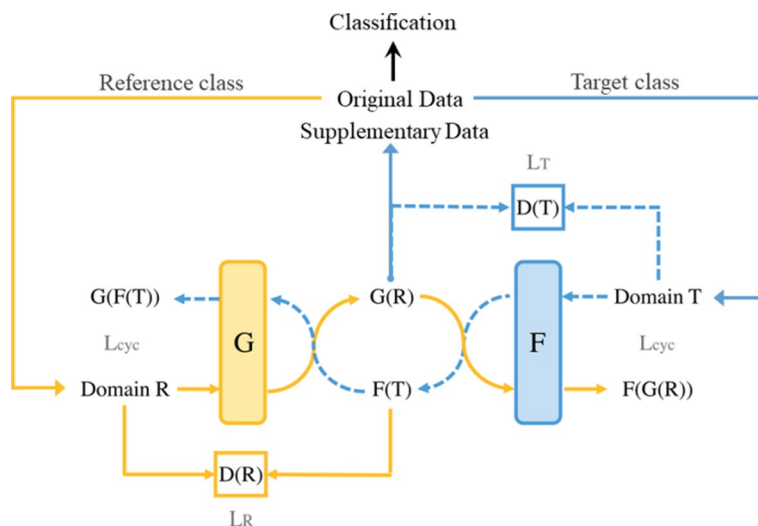 Classification
Reference class
Target class
Original Data
Supplementary Data
LT
D(T)
G(F(T))
G(R)
Domain T
Lcyc
G
F
Lcyc
Domain R
F(T)
F(G(R))
D(R)
LR